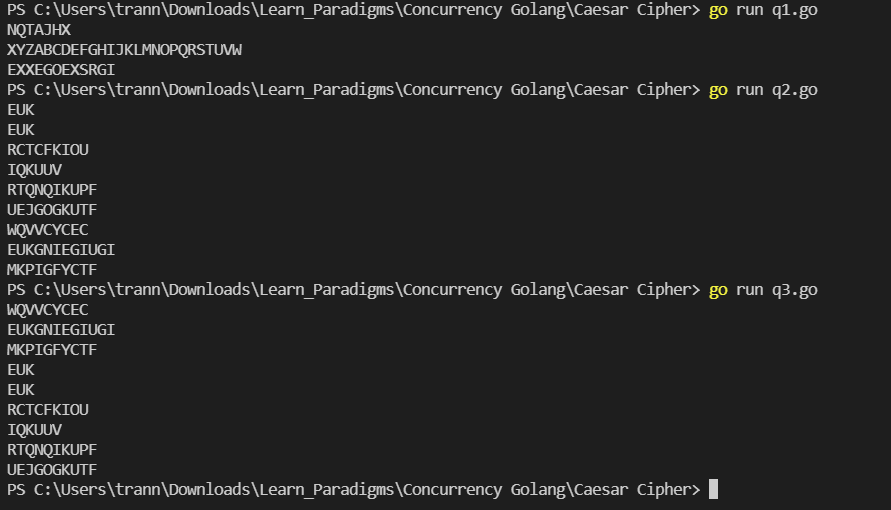 PS C:\Users\trann\Downloads\Learn_Paradigms\Concurrency Golang\Caesar Cipher> go run q1.go
NQTAJHX
XYZABCDEFGHIJKLMNOPQRSTUVW
EXXEGOEXSRGI
PS C:\Users\trann\Downloads\Learn_Paradigms\Concurrency Golang\Caesar Cipher> go run q2.go
EUK
EUK
RCTCFKIOU
IQKUUV
RTQNQIKUPF
UEJGOGKUTF
WQVVCYCEC
EUKGNIEGIUGI
MKPIGFYCTF
PS C:\Users\trann\Downloads\Learn_Paradigms\Concurrency Golang\Caesar Cipher> go run q3.go
WQVVCYCEC
EUKGNIEGIUGI
MKPIGFYCTF
EUK
EUK
RCTCFKIOU
IQKUUV
RTQNQIKUPF
UEJGOGKUTF
PS C:\Users\trann\Downloads\Learn_Paradigms\Concurrency Golang\Caesar Cipher>